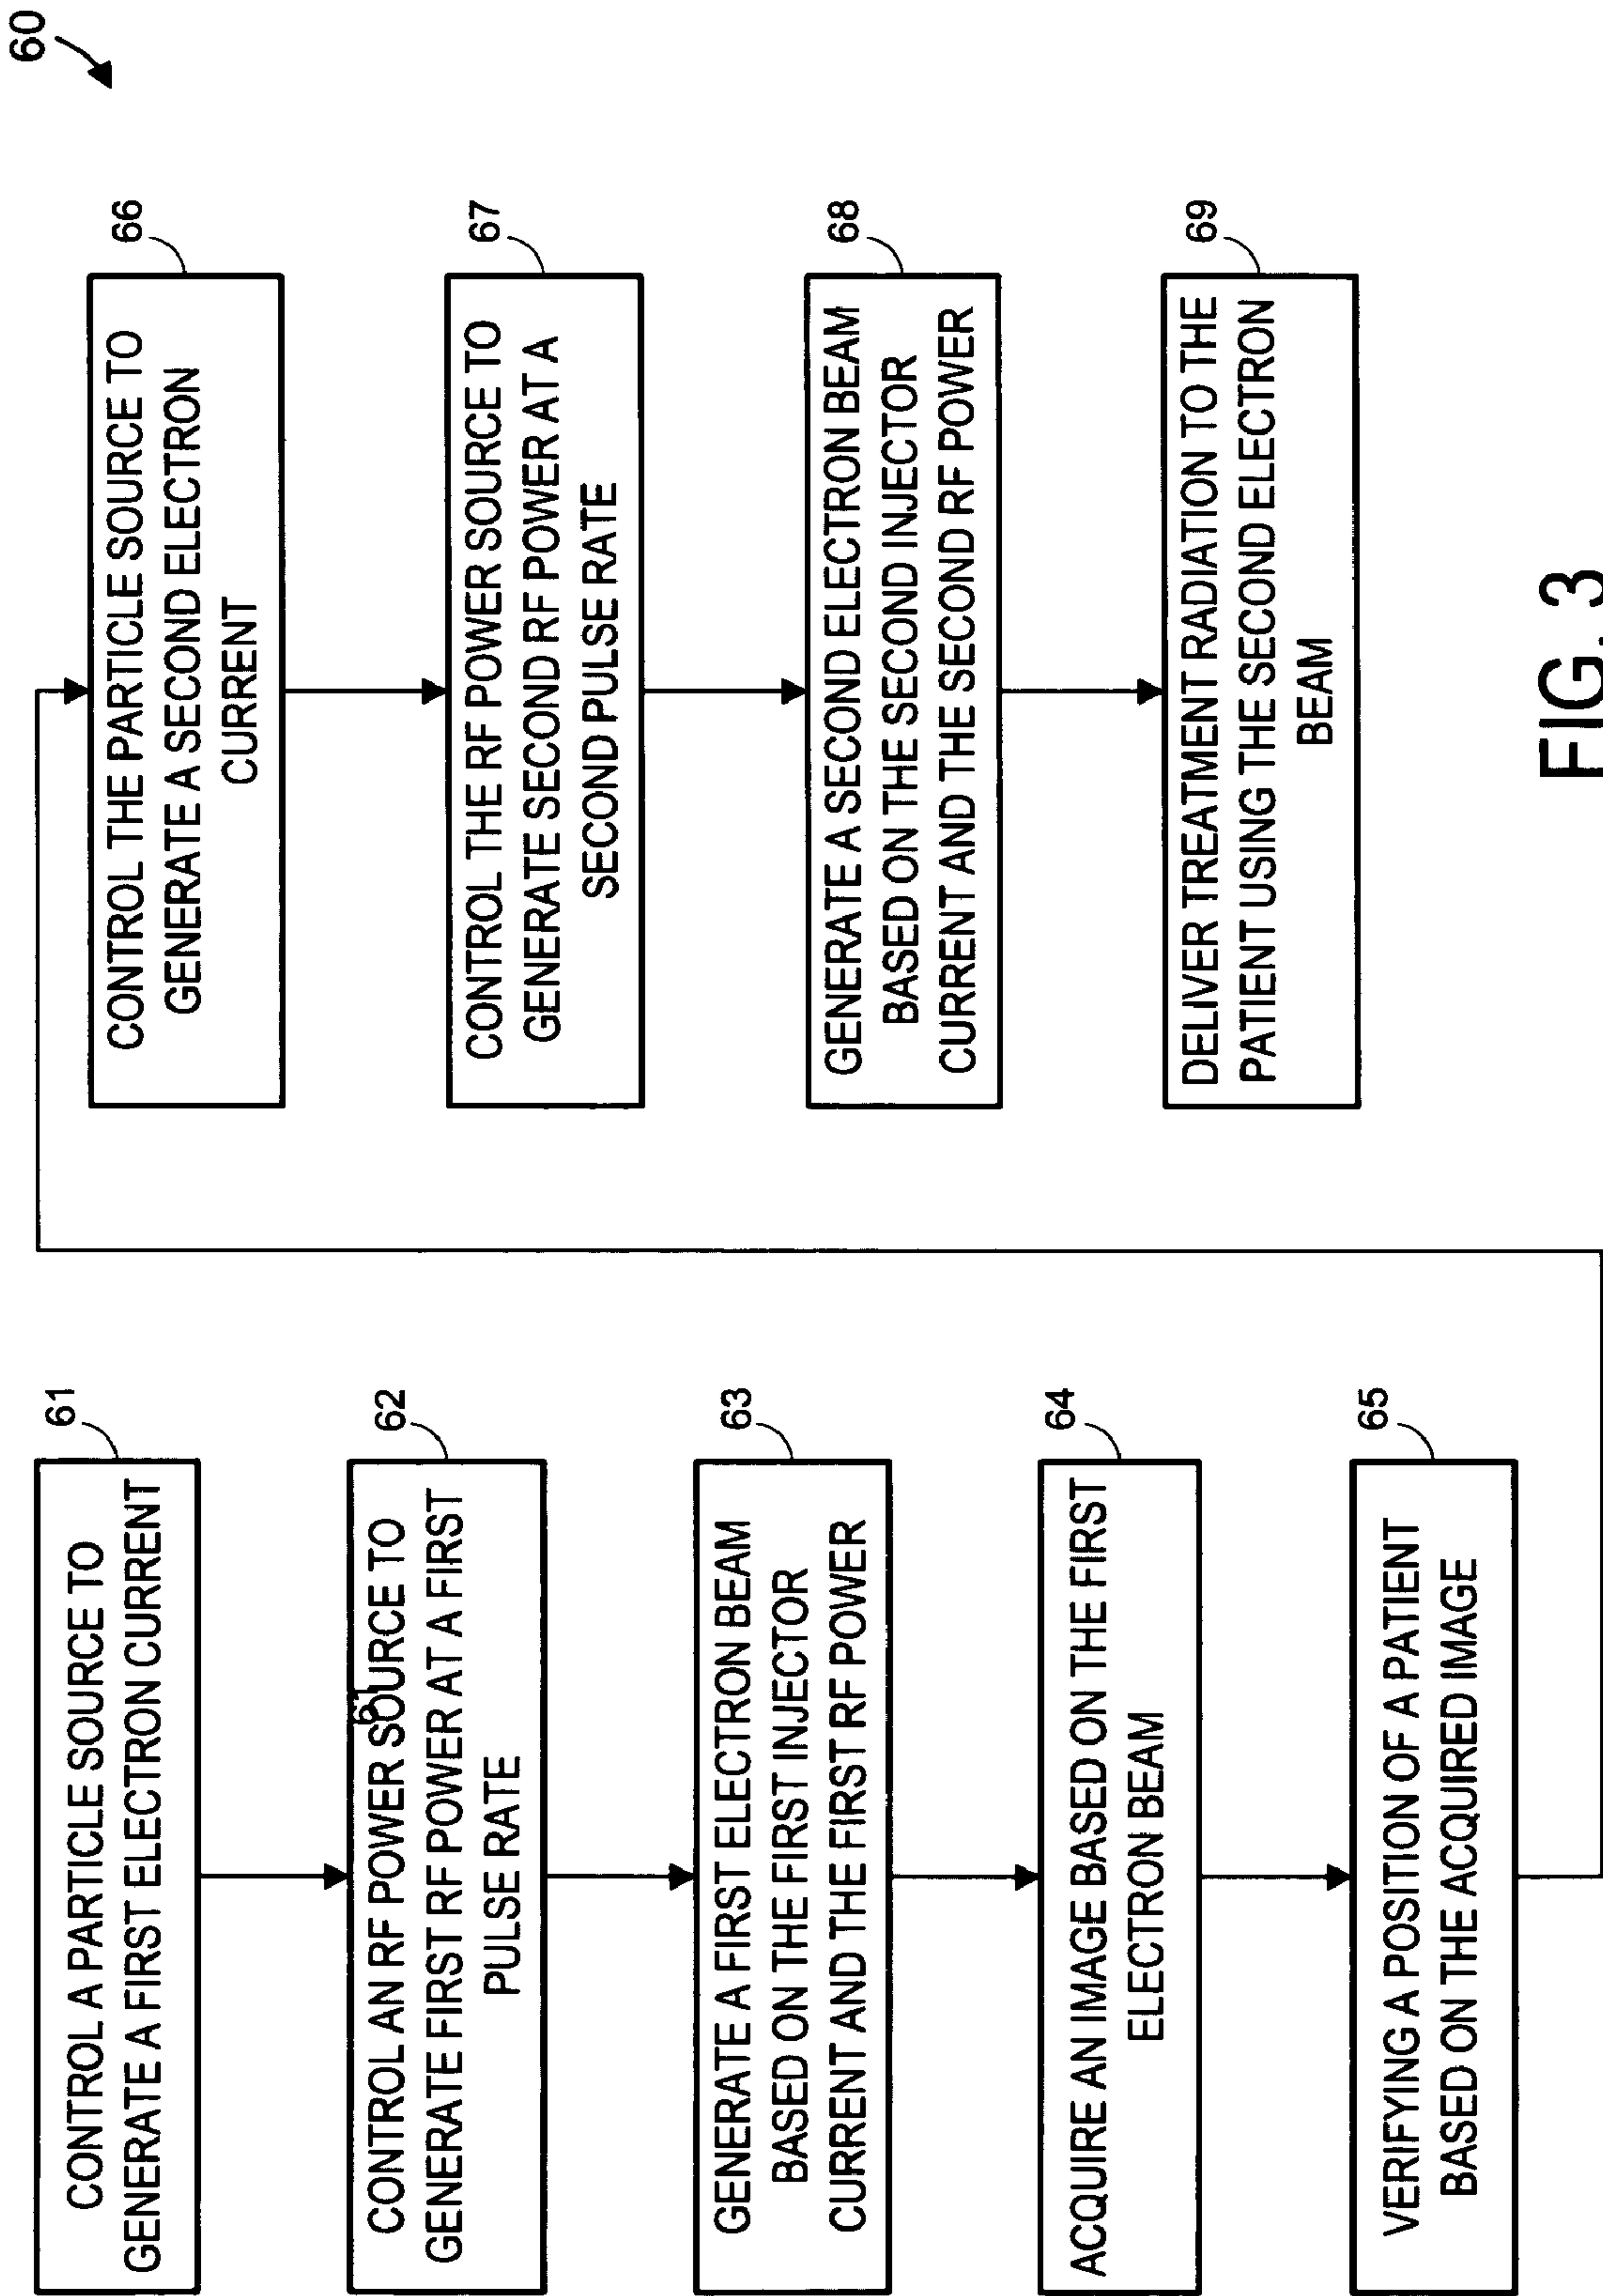 60
61
CONTROL A PARTICLE SOURCE TO
GENERATE A FIRST ELECTRON CURRENT
62
CONTROL AN RF POWER SOURCE TO
61
GENERATE FIRST RF POWER AT A FIRST
PULSE RATE
63
GENERATE A FIRST ELECTRON BEAM
BASED ON THE FIRST INJECTOR
CURRENT AND THE FIRST RF POWER
64
ACQUIRE AN IMAGE BASED ON THE FIRST
ELECTRON BEAM
65
VERIFYING A POSITION OF A PATIENT
BASED ON THE ACQUIRED IMAGE
66
CONTROL THE PARTICLE SOURCE TO
GENERATE A SECOND ELECTRON
CURRENT
67
CONTROL THE RF POWER SOURCE TO
GENERATE SECOND RF POWER AT A
SECOND PULSE RATE
68
GENERATE A SECOND ELECTRON BEAM
BASED ON THE SECOND INJECTOR
CURRENT AND THE SECOND RF POWER
69
DELIVER TREATMENT RADIATION TO THE
PATIENT USING THE SECOND ELECTRON
BEAM
FIG. 3